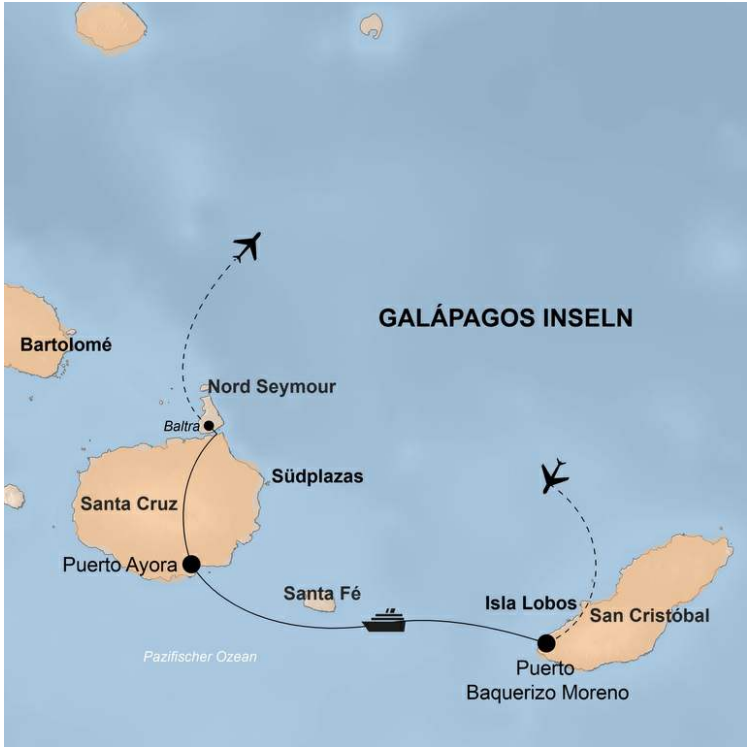 GALÁPAGOS INSELN
Bartolomé
Nord Seymour
Baltra
Südplazas
Santa Cruz
Puerto Ayora
Santa Fé
Isla Lobos
San Cristóbal
Pazifischer Ozean
Puerto
Baquerizo Moreno